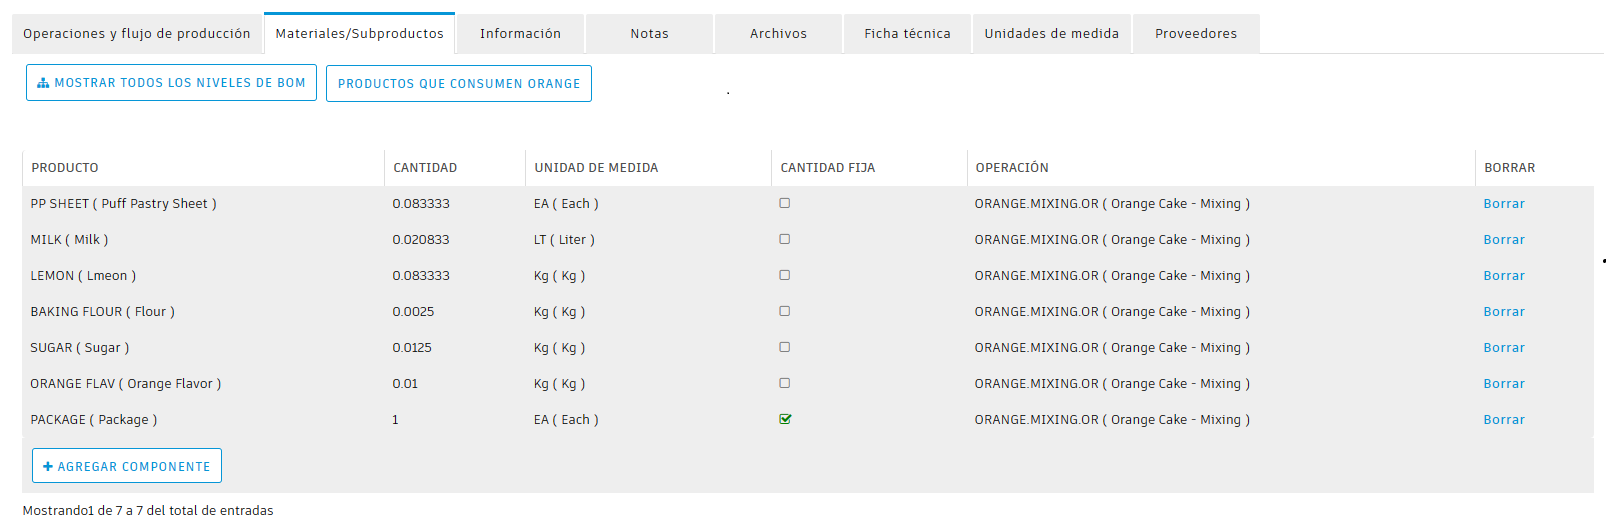 Operaciones y flujo de producción Materiales/Subproductos Información Notas Archivos Ficha técnica Unidades de medida Proveedores
MOSTRAR TODOS LOS NIVELES DE BOM PRODUCTOS QUE CONSUMEN ORANGE
PRODUCTO CANTIDAD UNIDAD DE MEDIDA CANTIDAD FIJA OPERACIÓN BORRAR
PP SHEET ( Puff Pastry Sheet ) 0.083333 EA ( Each ) ORANGE.MIXING.OR ( Orange Cake - Mixing ) Borrar
MILK ( Milk ) 0.020833 LT ( Liter ) ORANGE.MIXING.OR ( Orange Cake - Mixing ) Borrar
LEMON ( Lmeon ) 0.083333 Kg ( Kg ) ORANGE.MIXING.OR ( Orange Cake - Mixing ) Borrar
BAKING FLOUR ( Flour ) 0.0025 Kg ( Kg ) ORANGE.MIXING.OR ( Orange Cake - Mixing ) Borrar
SUGAR ( Sugar ) 0.0125 Kg ( Kg ) ORANGE.MIXING.OR ( Orange Cake - Mixing ) Borrar
ORANGE FLAV ( Orange Flavor ) 0.01 Kg ( Kg ) ORANGE.MIXING.OR ( Orange Cake - Mixing ) Borrar
PACKAGE ( Package ) 1 EA ( Each ) ORANGE.MIXING.OR ( Orange Cake - Mixing ) Borrar
+ AGREGAR COMPONENTE
Mostrando1 de 7 a 7 del total de entradas